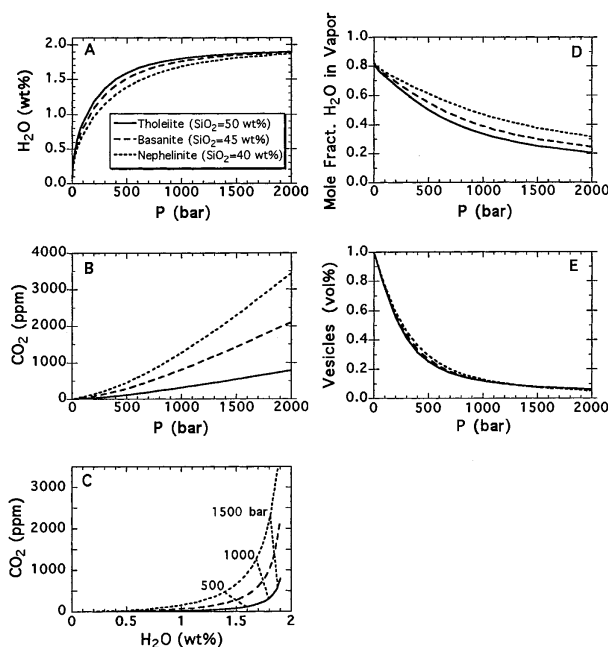 A
H2O (wt%)
2.0
1.5
1.0
0.5
0.0
Tholeiite (SiO2=50 wt%)
Basanite (SiO2=45 wt%)
Nephelinite (SiO2=40 wt%)
0 500 1000 1500 2000
P (bar)
D
Mole Fract. H2O in Vapor
1.0
0.8
0.6
0.4
0.2
0.0
0 500 1000 1500 2000
P (bar)
B
CO2 (ppm)
4000
3000
2000
1000
0
0 500 1000 1500 2000
P (bar)
E
Vesicles (vol%)
1.0
0.8
0.6
0.4
0.2
0.0
0 500 1000 1500 2000
P (bar)
C
CO2 (ppm)
3000
2000
1000
0
1500 bar
1000
500
0 0.5 1 1.5 2
H2O (wt%)